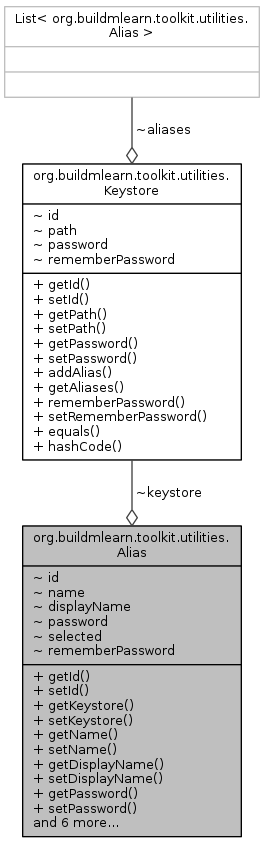 List< org.buildmlearn.toolkit.utilities.
Alias >
~aliases
org.buildmlearn.toolkit.utilities.
Keystore
~ id
~ path
~ password
~ rememberPassword
+ getId()
+ setId()
+ getPath()
+ setPath()
+ getPassword()
+ setPassword()
+ addAlias()
+ getAliases()
+ rememberPassword()
+ setRememberPassword()
+ equals()
+ hashCode()
~keystore
org.buildmlearn.toolkit.utilities.
Alias
~ id
~ name
~ displayName
~ password
~ selected
~ rememberPassword
+ getId()
+ setId()
+ getKeystore()
+ setKeystore()
+ getName()
+ setName()
+ getDisplayName()
+ setDisplayName()
+ getPassword()
+ setPassword()
and 6 more...